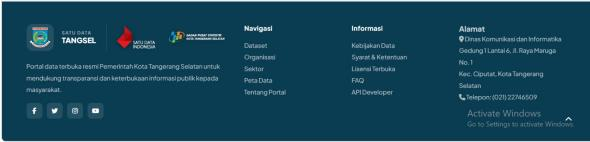 SATU DATA
TANGSEL
SATU DATA
INDONESIA
BADAN PUSAT STATISTIK
KOTA TANGERANG SELATAN
Portal data terbuka resmi Pemerintah Kota Tangerang Selatan untuk
mendukung transparansi dan keterbukaan informasi publik kepada
masyarakat.
Navigasi
Dataset
Organisasi
Sektor
Peta Data
Tentang Portal
Informasi
Kebijakan Data
Syarat & Ketentuan
Lisensi Terbuka
FAQ
API Developer
Alamat
Dinas Komunikasi dan Informatika
Gedung 1 Lantai 6, Jl. Raya Maruga
No. 1
Kec. Ciputat, Kota Tangerang
Selatan
Telepon: (021) 22746509
Activate Windows
Go to Settings to activate Windows.